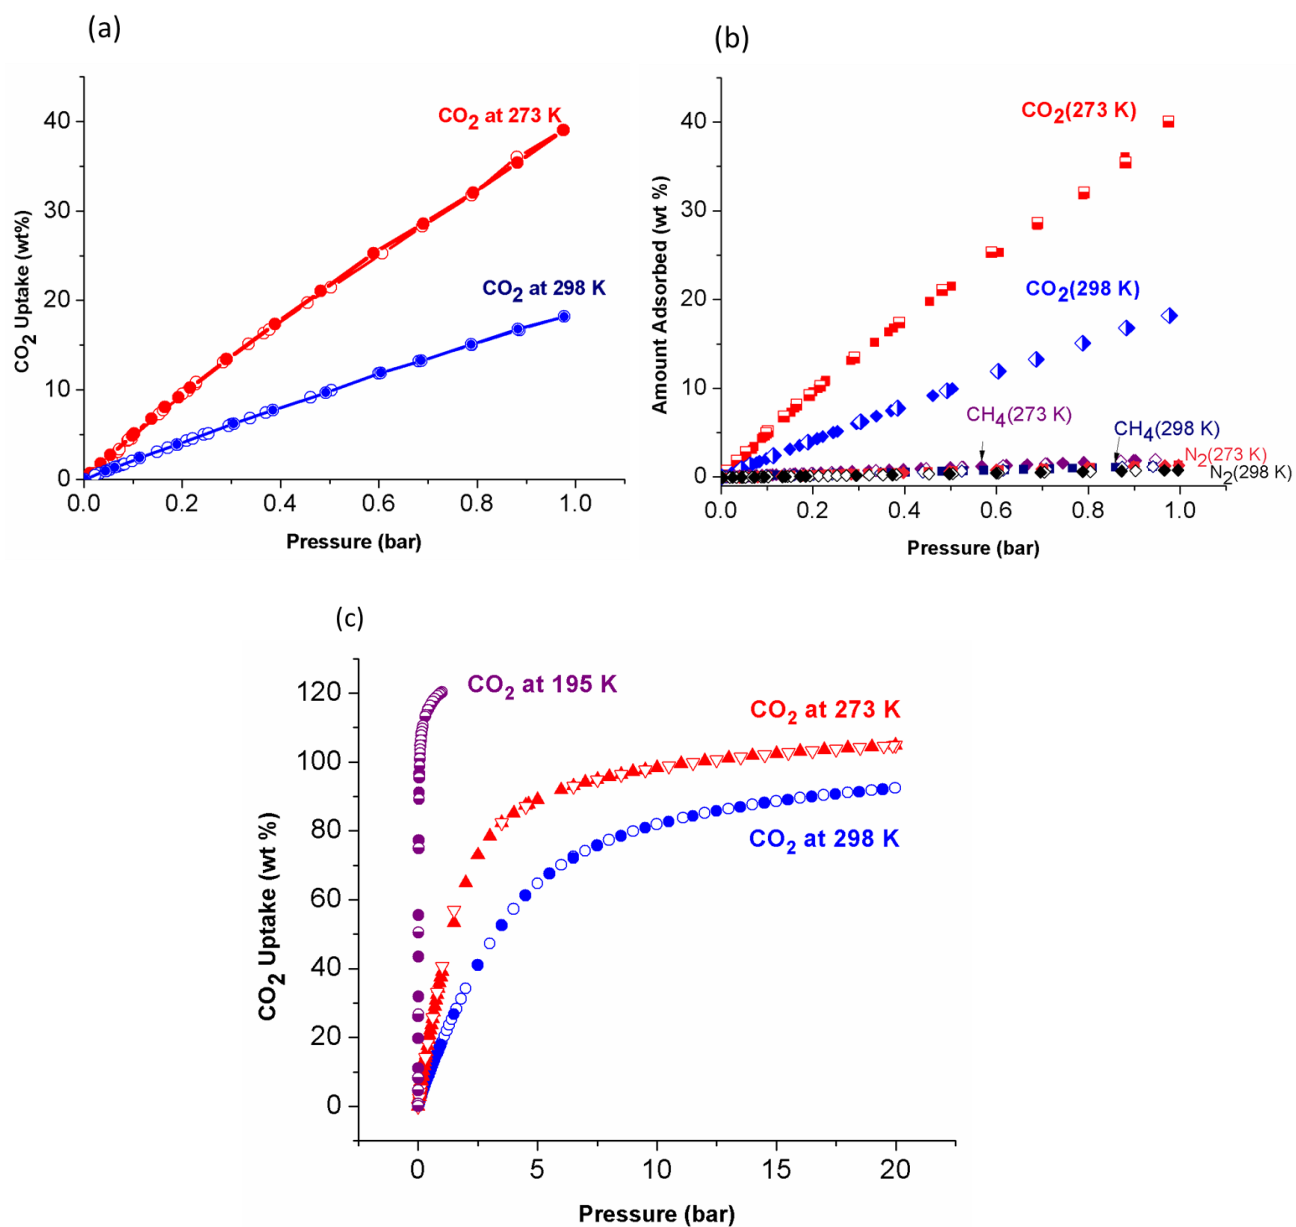 (a)
CO2 Uptake (wt%)
40
30
20
10
0
CO2 at 273 K
CO2 at 298 K
0.0 0.2 0.4 0.6 0.8 1.0
Pressure (bar)
(b)
Amount Adsorbed (wt %)
40
30
20
10
0
CO2(273 K)
CO2(298 K)
CH4(273 K)
CH4(298 K)
N2(273 K)
N2(298 K)
0.0 0.2 0.4 0.6 0.8 1.0
Pressure (bar)
(c)
CO2 Uptake (wt %)
120
100
80
60
40
20
0
CO2 at 195 K
CO2 at 273 K
CO2 at 298 K
0 5 10 15 20
Pressure (bar)